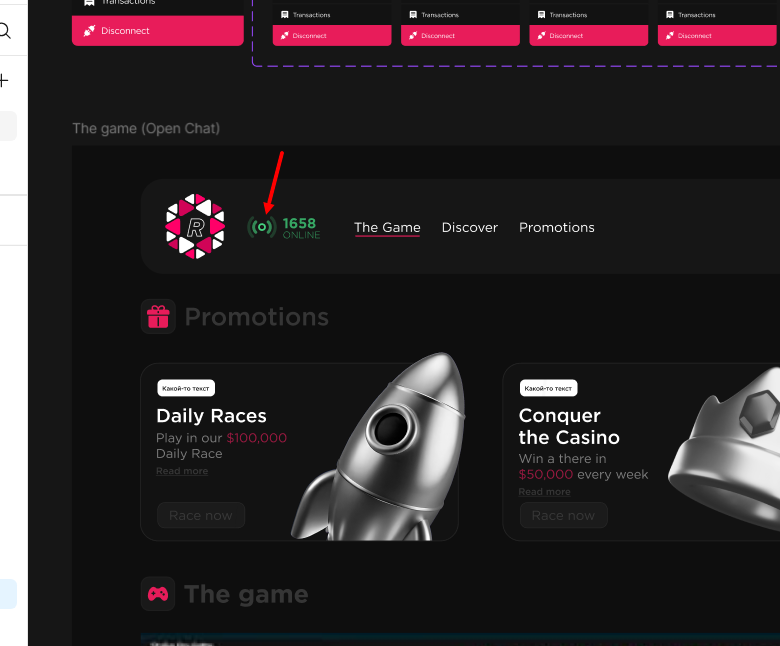 Transactions
Transactions
Transactions
Transactions
Transactions
Disconnect
Disconnect
Disconnect
Disconnect
Disconnect
The game (Open Chat)
R
1658
ONLINE
The Game
Discover
Promotions
Promotions
Какой-то текст
Daily Races
Play in our $100,000
Daily Race
Read more
Race now
Какой-то текст
Conquer
the Casino
Win a there in
$50,000 every week
Read more
Race now
The game